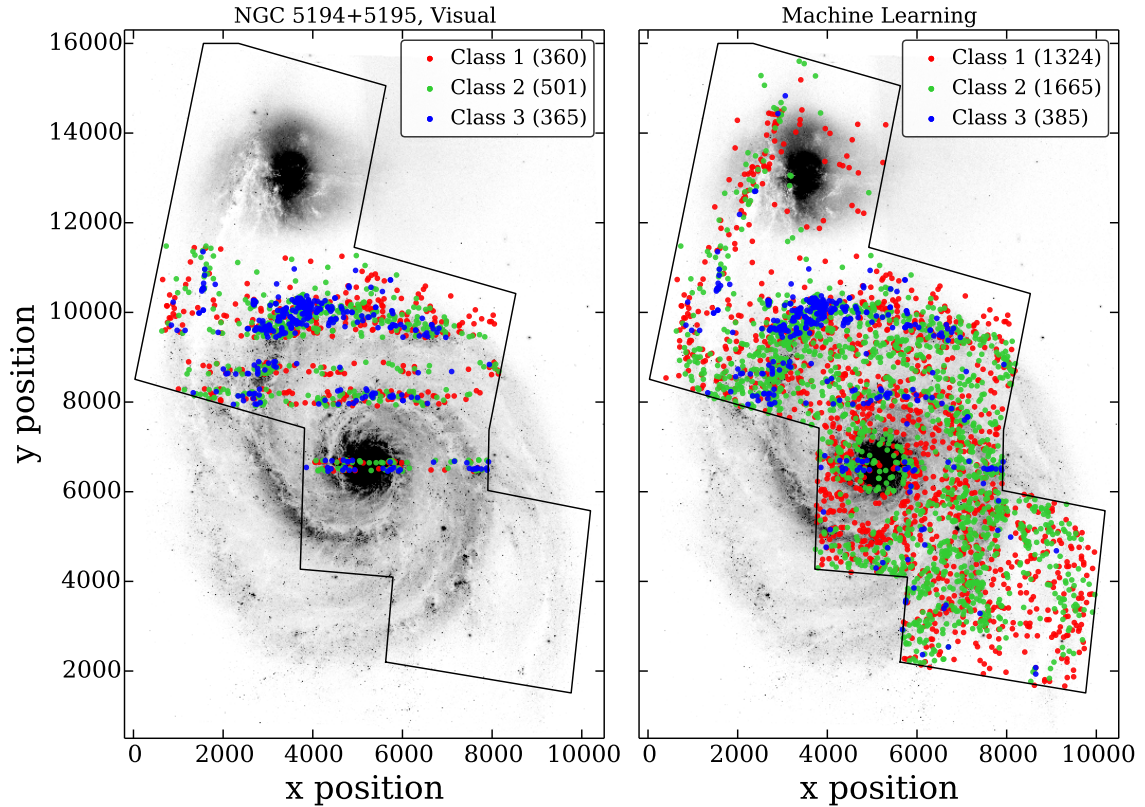 NGC 5194+5195, Visual
Machine Learning
Class 1 (360)
Class 2 (501)
Class 3 (365)
Class 1 (1324)
Class 2 (1665)
Class 3 (385)
16000
14000
12000
10000
8000
6000
4000
2000
y position
0 2000 4000 6000 8000 10000
0 2000 4000 6000 8000 10000
x position
x position